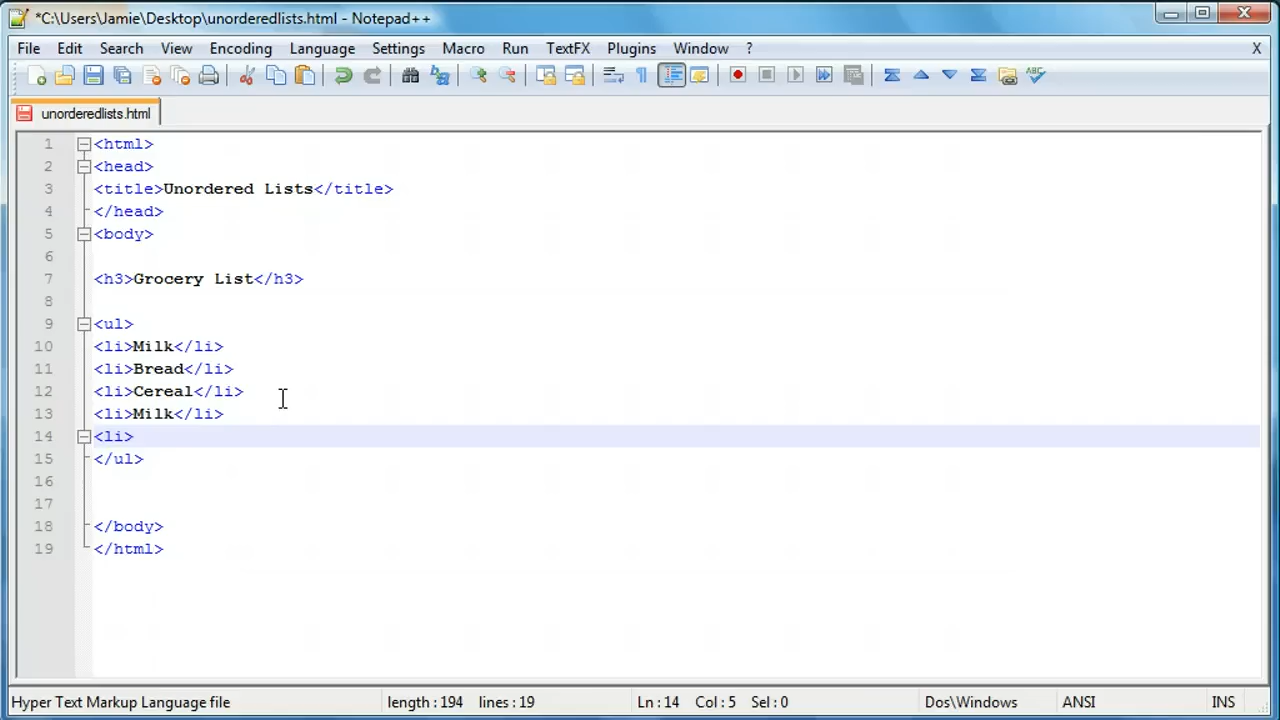 *C:\Users\Jamie\Desktop\unorderedlists.html - Notepad++
File Edit Search View Encoding Language Settings Macro Run TextFX Plugins Window ? X
unorderedlists.html
1 <html>
2 <head>
3 <title>Unordered Lists</title>
4 </head>
5 <body>
6
7 <h3>Grocery List</h3>
8
9 <ul>
10 <li>Milk</li>
11 <li>Bread</li>
12 <li>Cereal</li>
13 <li>Milk</li>
14 <li>
15 </ul>
16
17
18 </body>
19 </html>
Hyper Text Markup Language file length : 194 lines : 19 Ln : 14 Col : 5 Sel : 0 Dos\Windows ANSI INS